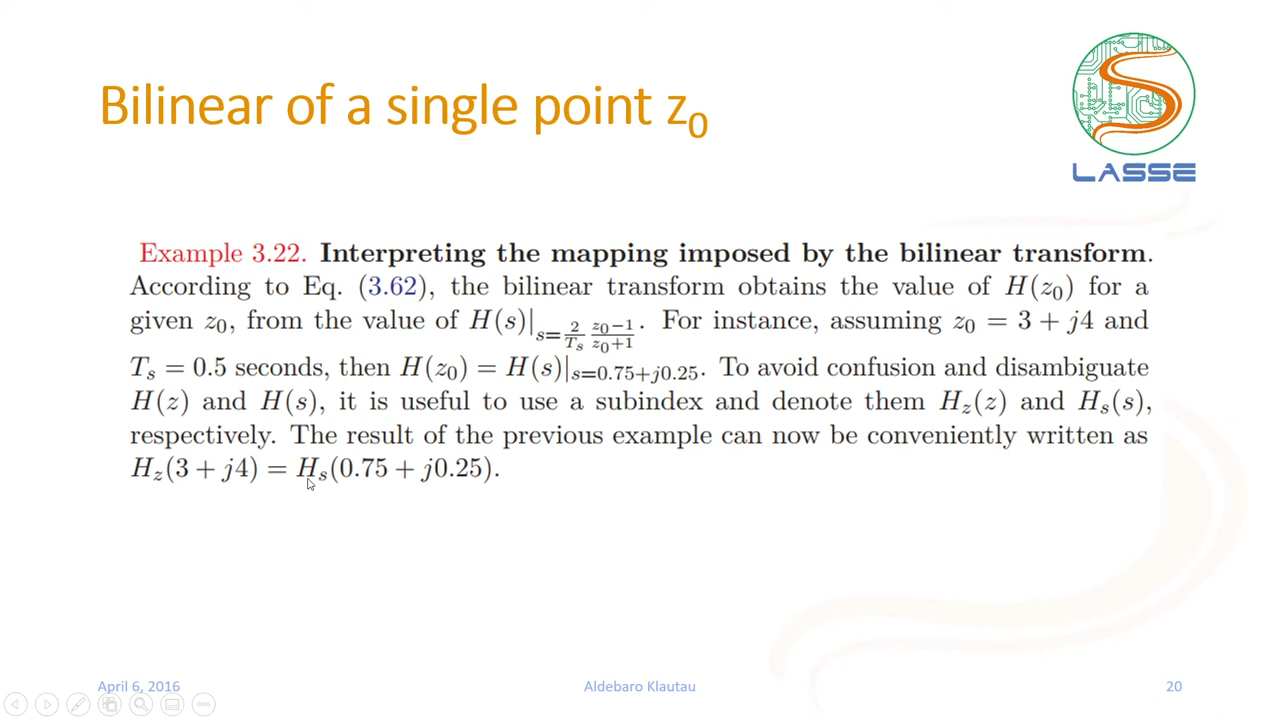 Bilinear of a single point z₀
LASSE
Example 3.22. Interpreting the mapping imposed by the bilinear transform.
According to Eq. (3.62), the bilinear transform obtains the value of H(z₀) for a
given z₀, from the value of H(s)|s=2/Ts z₀−1/z₀+1. For instance, assuming z₀ = 3 + j4 and
Ts = 0.5 seconds, then H(z₀) = H(s)|s=0.75+j0.25. To avoid confusion and disambiguate
H(z) and H(s), it is useful to use a subindex and denote them Hz(z) and Hs(s),
respectively. The result of the previous example can now be conveniently written as
Hz(3 + j4) = Hs(0.75 + j0.25).
April 6, 2016
Aldebaro Klautau
20